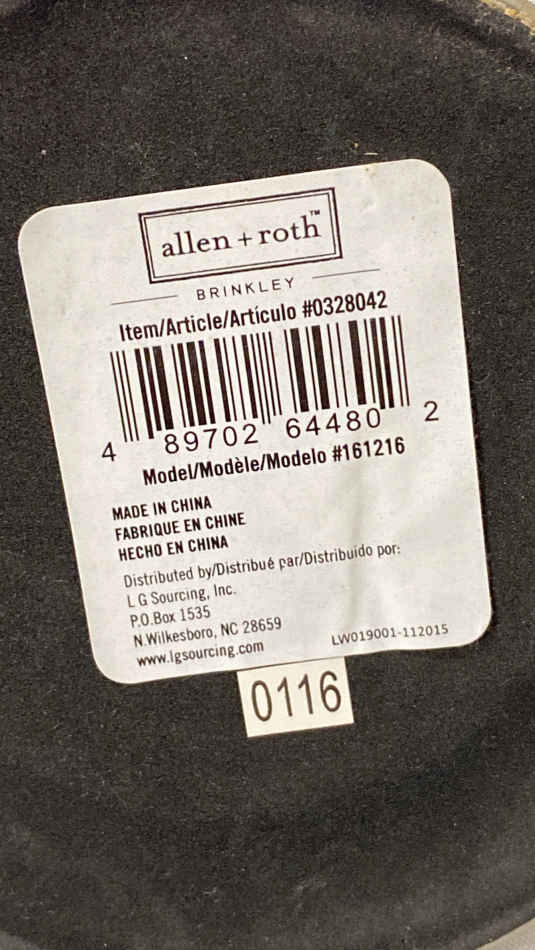 allen + roth™
BRINKLEY
Item/Article/Artículo #0328042
4 89702 64480 2
Model/Modèle/Modelo #161216
MADE IN CHINA
FABRIQUE EN CHINE
HECHO EN CHINA
Distributed by/Distribué par/Distribuido por:
L G Sourcing, Inc.
P.O.Box 1535
N.Wilkesboro, NC 28659
www.lgsourcing.com
LW019001-112015
0116